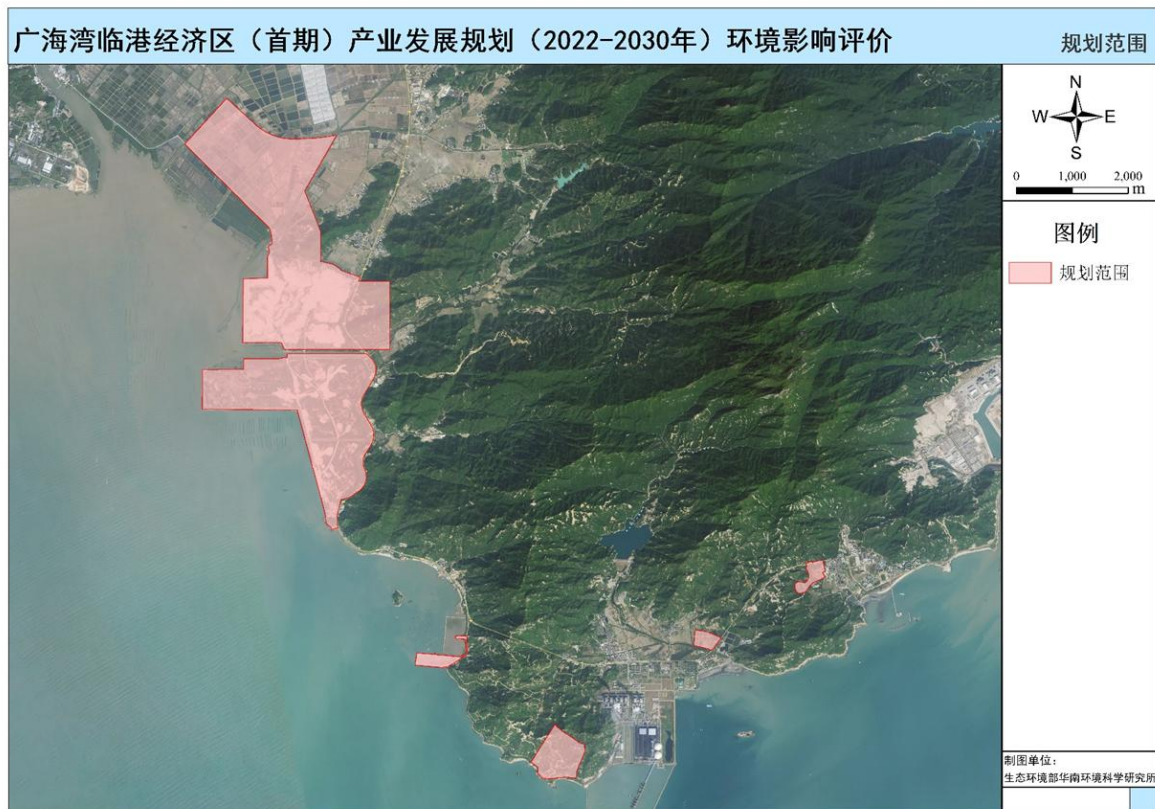 广海湾临港经济区（首期）产业发展规划（2022-2030年）环境影响评价
规划范围
N
W E
S
0 1,000 2,000
m
图例
规划范围
制图单位：
生态环境部华南环境科学研究所